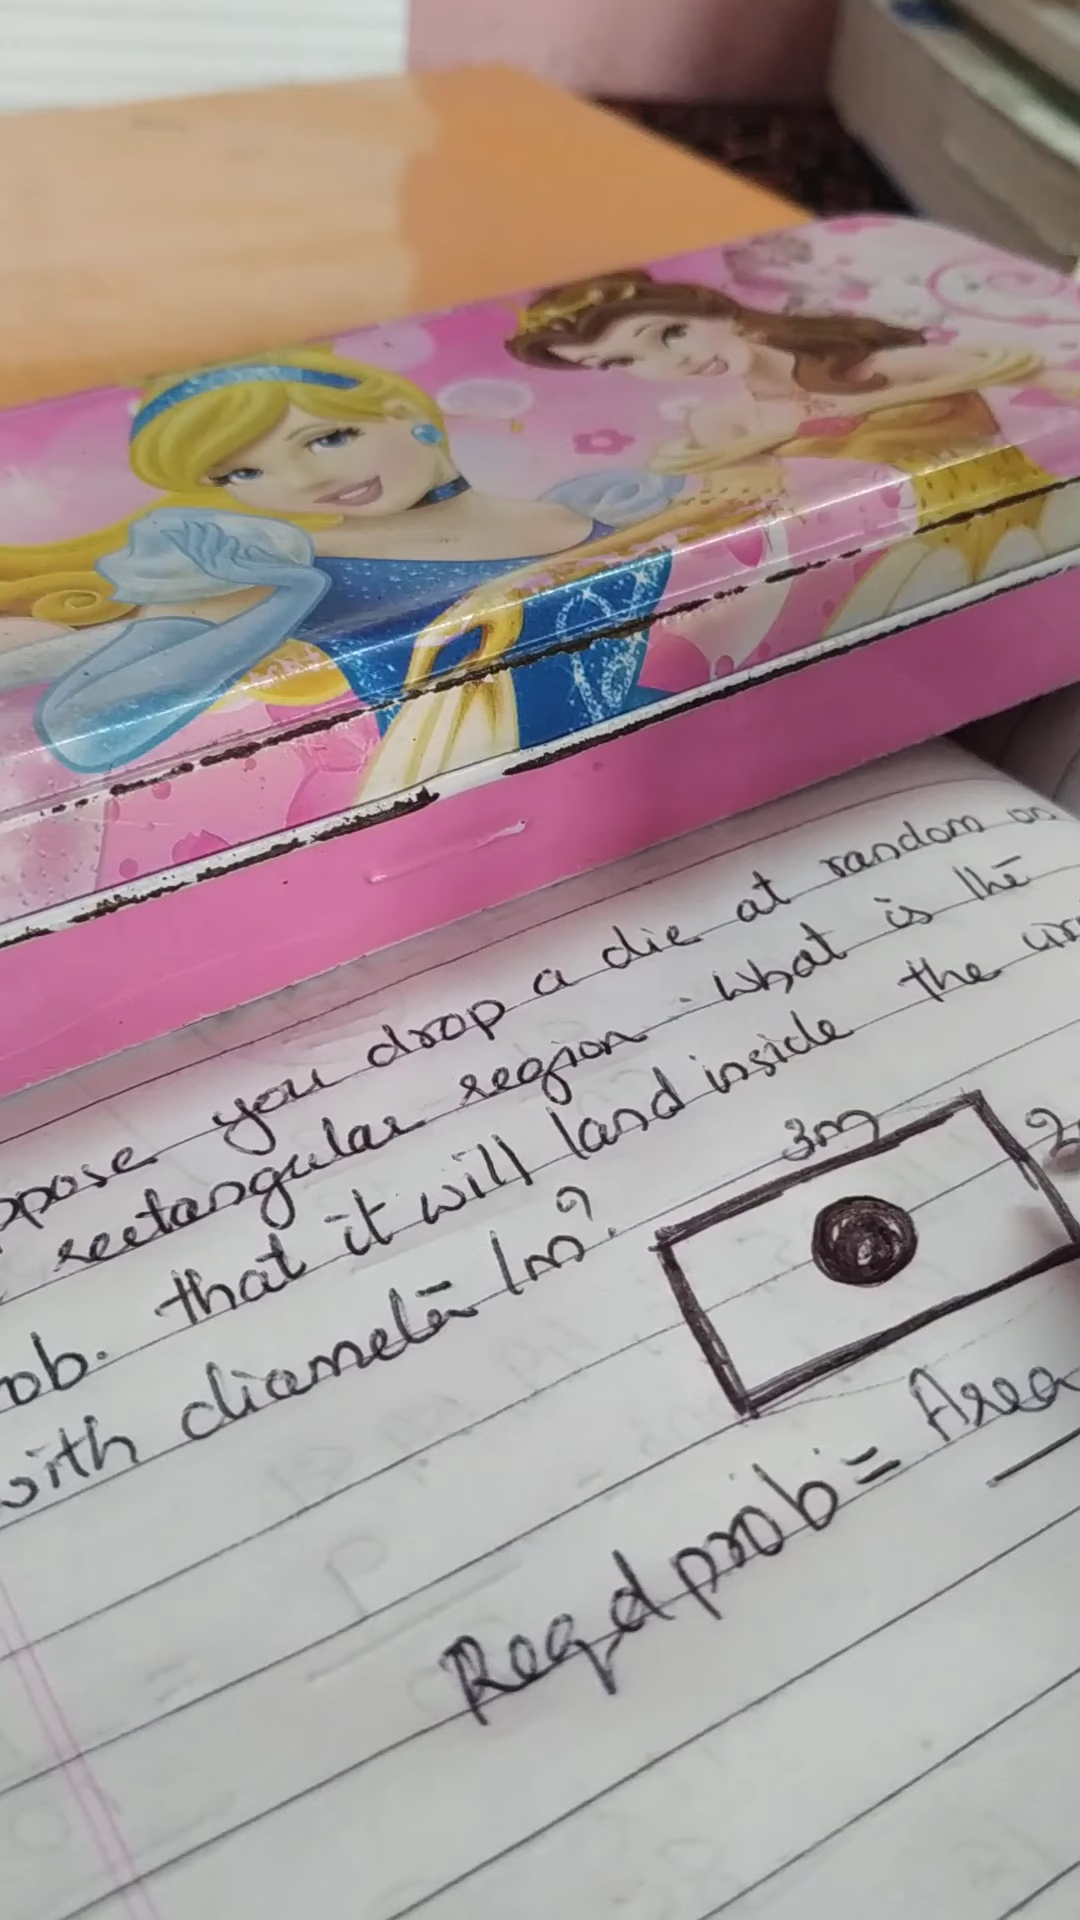 ppose you drop a die at random on
rectangular region. What is the
ob. that it will land inside the
with diameter 1m?
3m
2
Reqd prob = Area